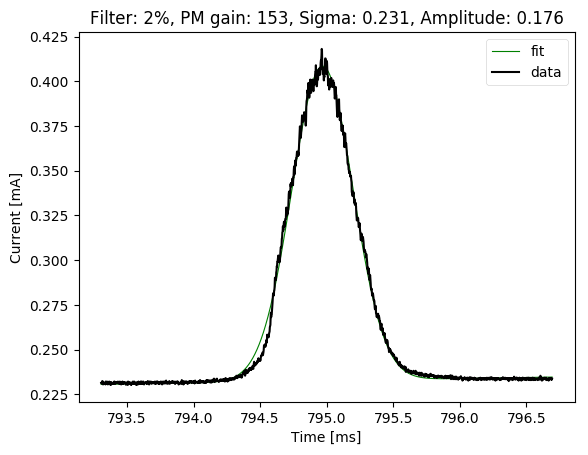 Filter: 2%, PM gain: 153, Sigma: 0.231, Amplitude: 0.176
fit
data
0.425
0.400
0.375
0.350
0.325
0.300
0.275
0.250
0.225
Current [mA]
793.5 794.0 794.5 795.0 795.5 796.0 796.5
Time [ms]